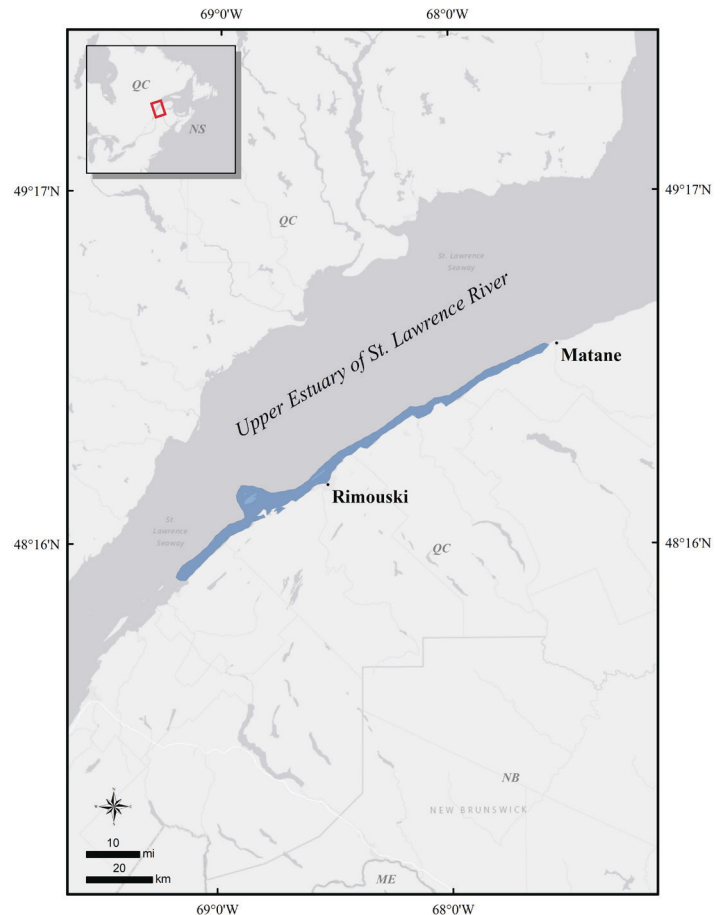 69°0'W
68°0'W
QC
NS
49°17'N
49°17'N
QC
St. Lawrence
Seaway
Upper Estuary of St. Lawrence River
Matane
Rimouski
St.
Lawrence
Seaway
48°16'N
48°16'N
QC
NB
NEW BRUNSWICK
10
mi
20
km
ME
69°0'W
68°0'W